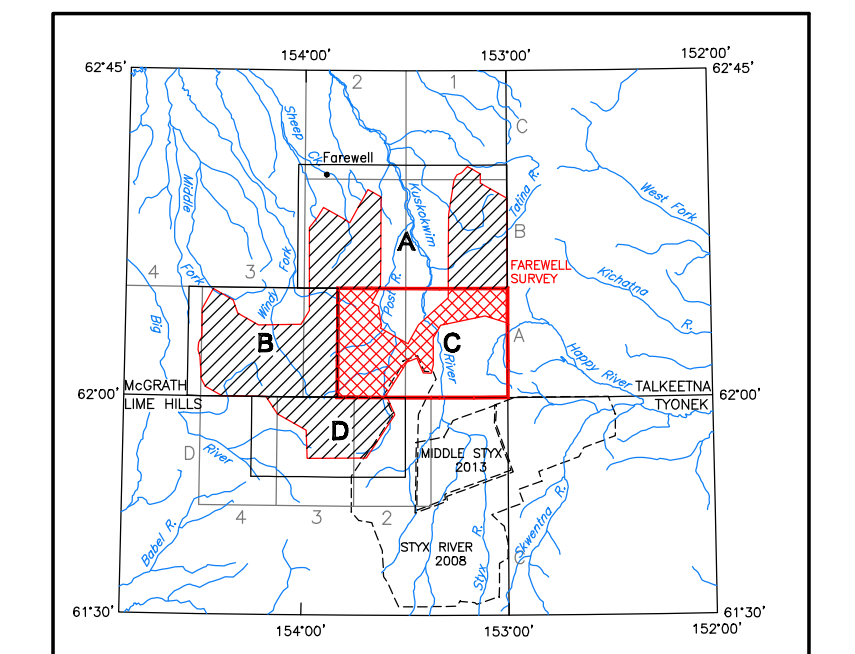 154°00'
153°00'
152°00'
62°45'
62°45'
2
1
C
Sheep
Ck
Farewell
Middle
Kuskokwim
Tatina R.
West Fork
A
B
4
3
Fork
Fork
Windy
Post R.
FAREWELL
SURVEY
Kichatna
R.
Big
B
C
A
River
Happy River
McGRATH
62°00'
LIME HILLS
TALKEETNA
62°00'
TYONEK
D
D
River
MIDDLE STYX
2013
4
3
2
Babel R.
STYX RIVER
2008
R.
Styx
Skwentna R.
C
61°30'
61°30'
154°00'
153°00'
152°00'